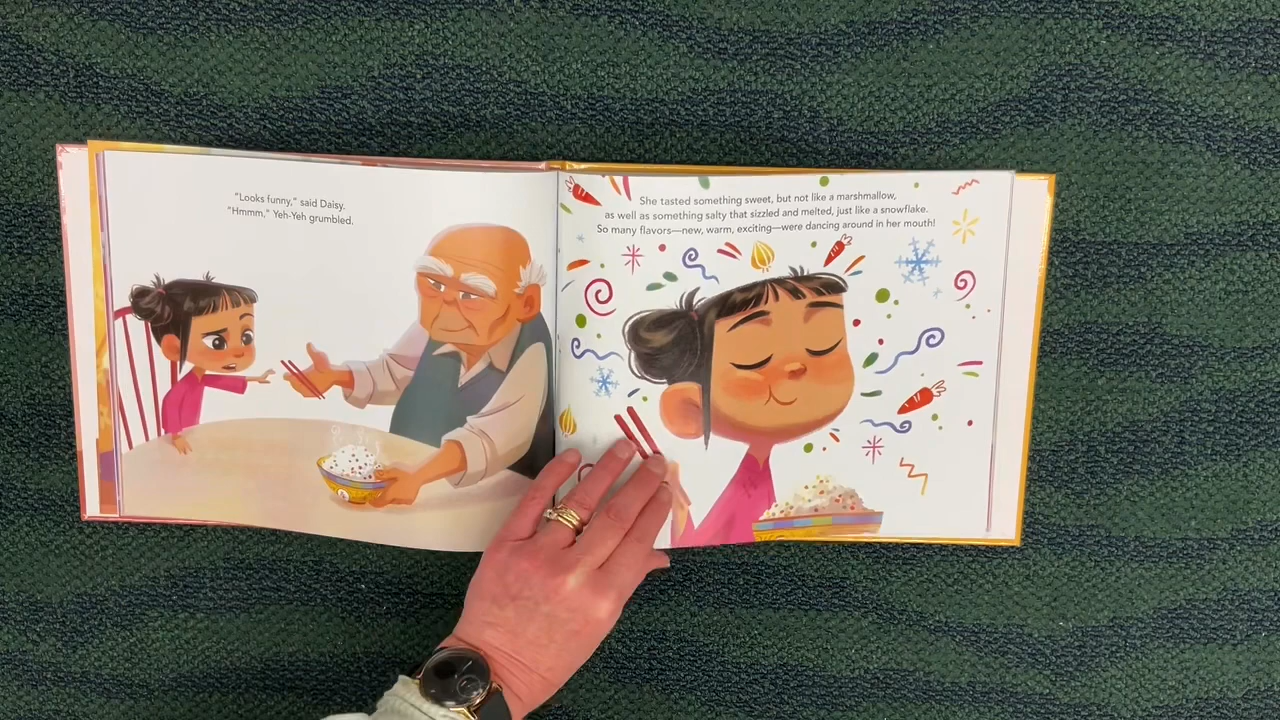 "Looks funny," said Daisy.
"Hmmm," Yeh-Yeh grumbled.
She tasted something sweet, but not like a marshmallow,
as well as something salty that sizzled and melted, just like a snowflake.
So many flavors—new, warm, exciting—were dancing around in her mouth!